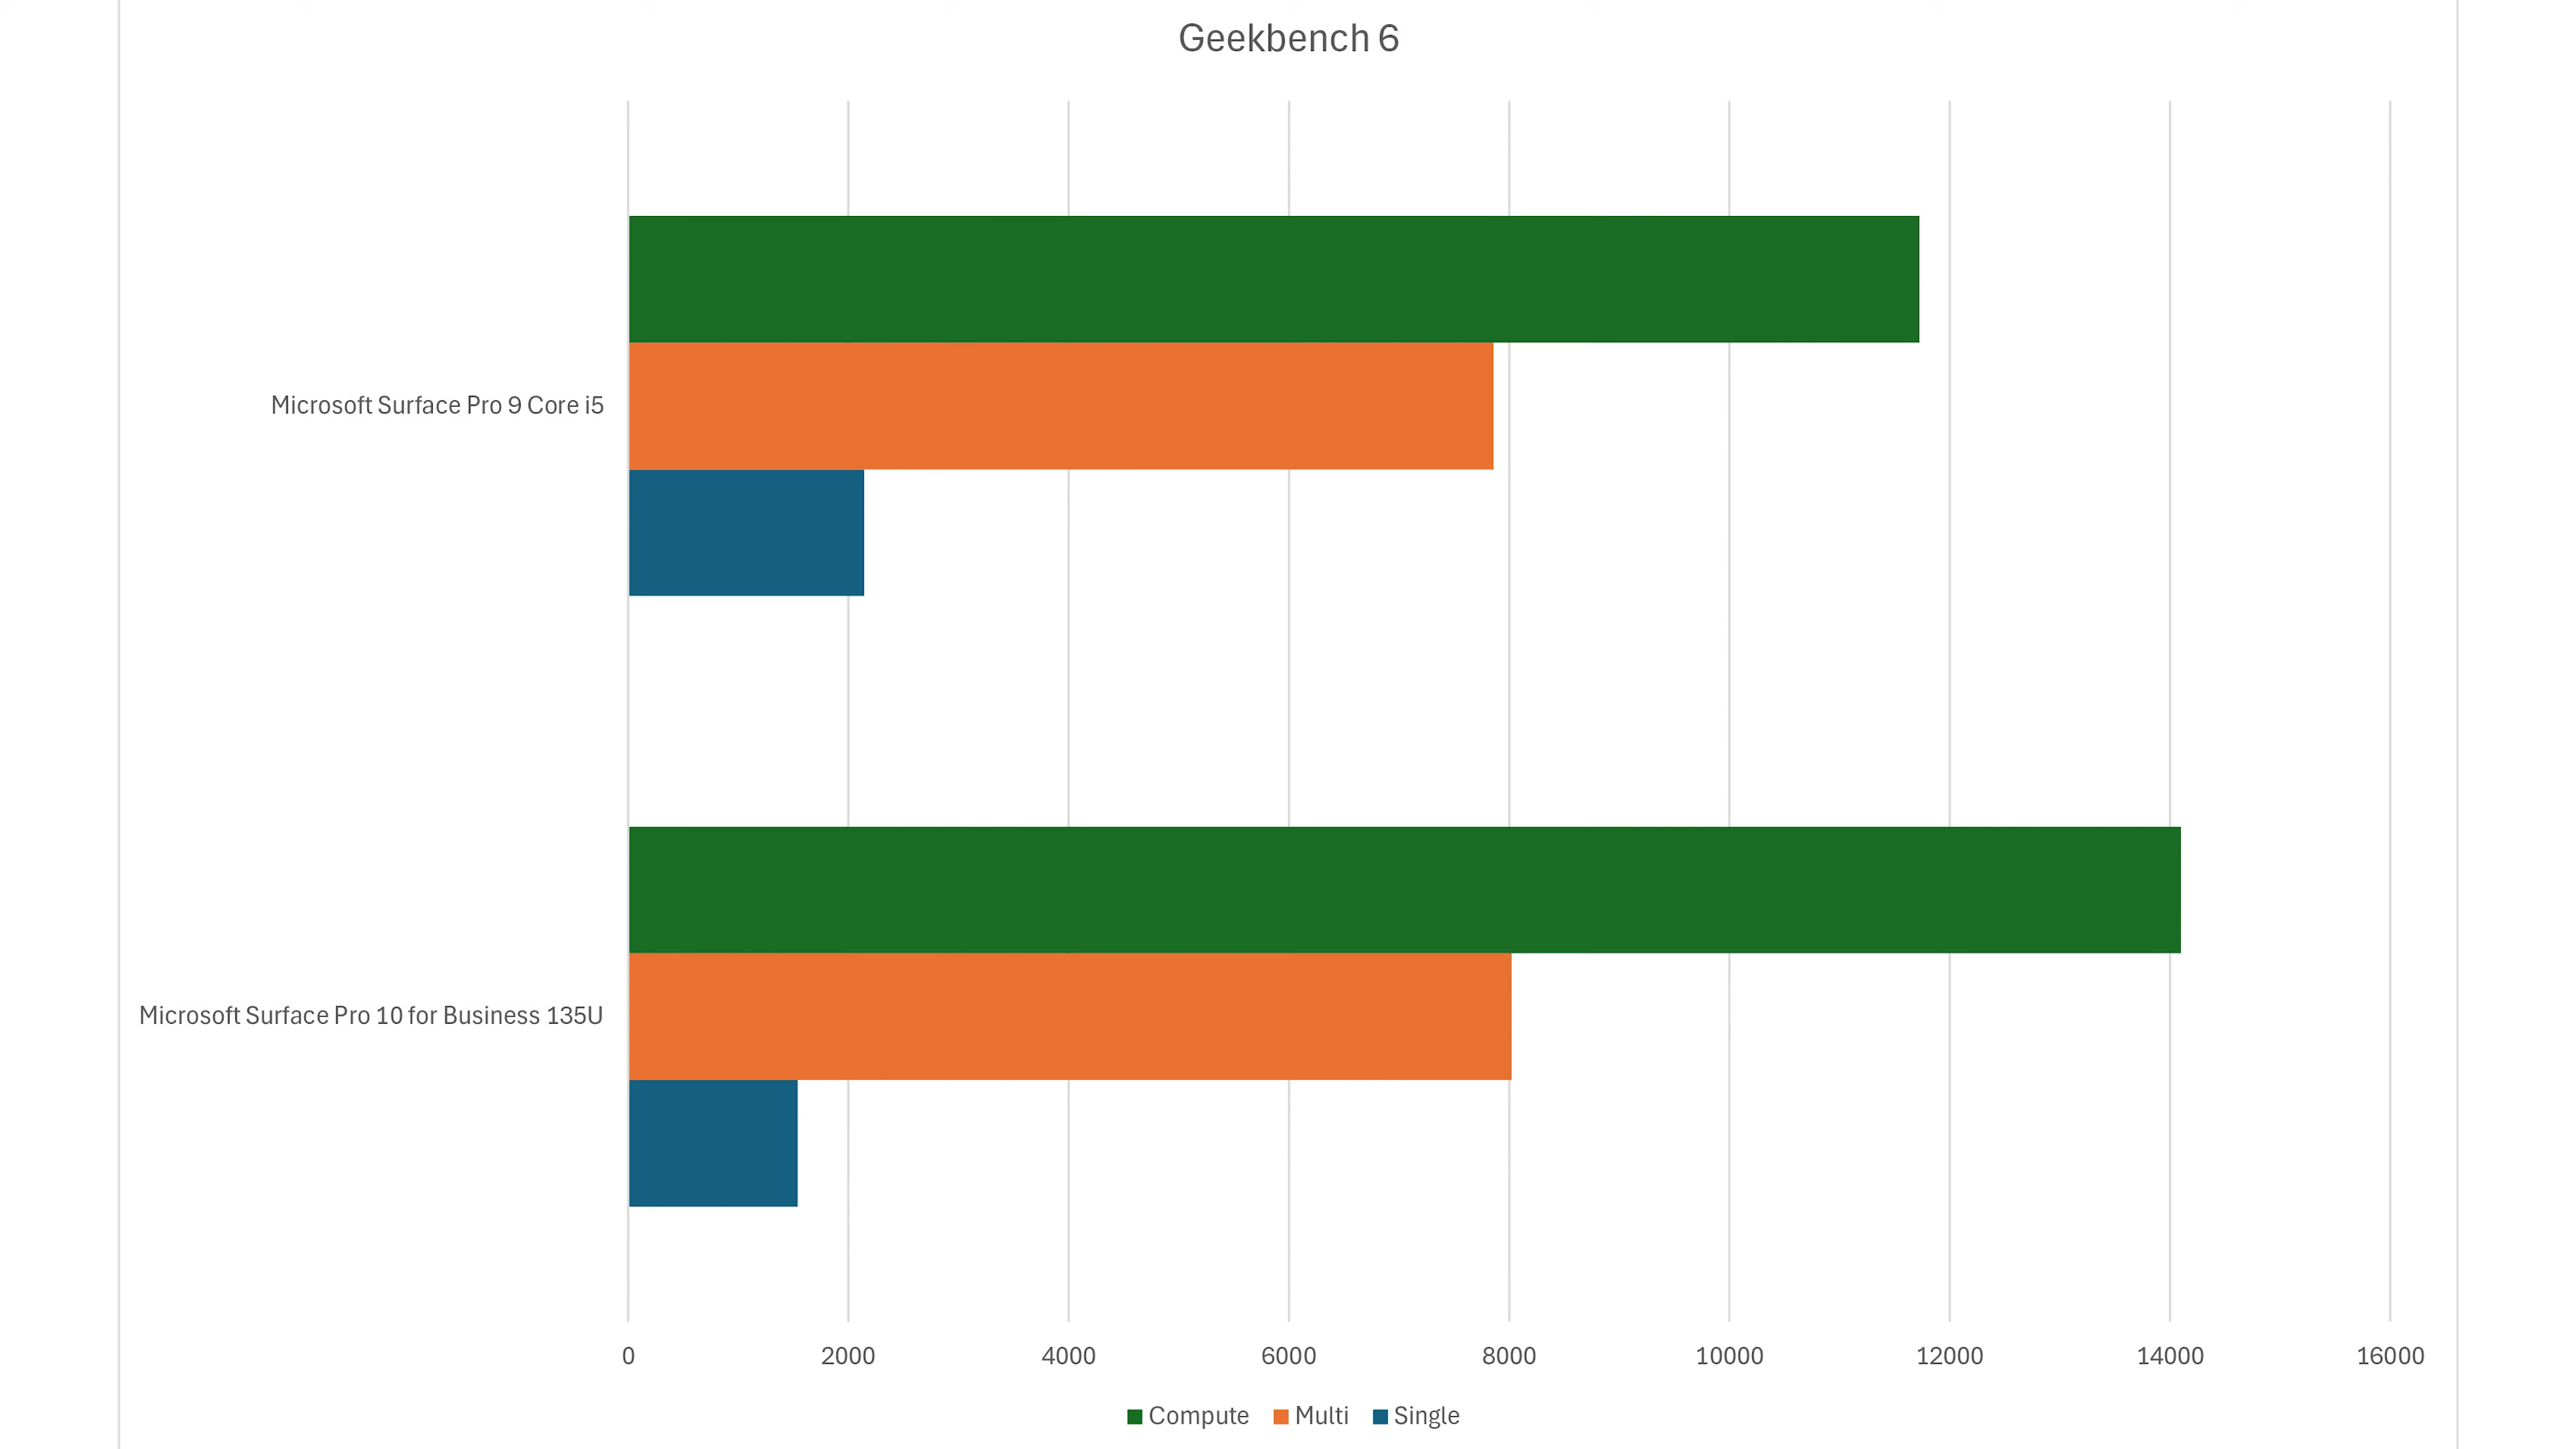 Geekbench 6
Microsoft Surface Pro 9 Core i5
Microsoft Surface Pro 10 for Business 135U
0 2000 4000 6000 8000 10000 12000 14000 16000
Compute Multi Single